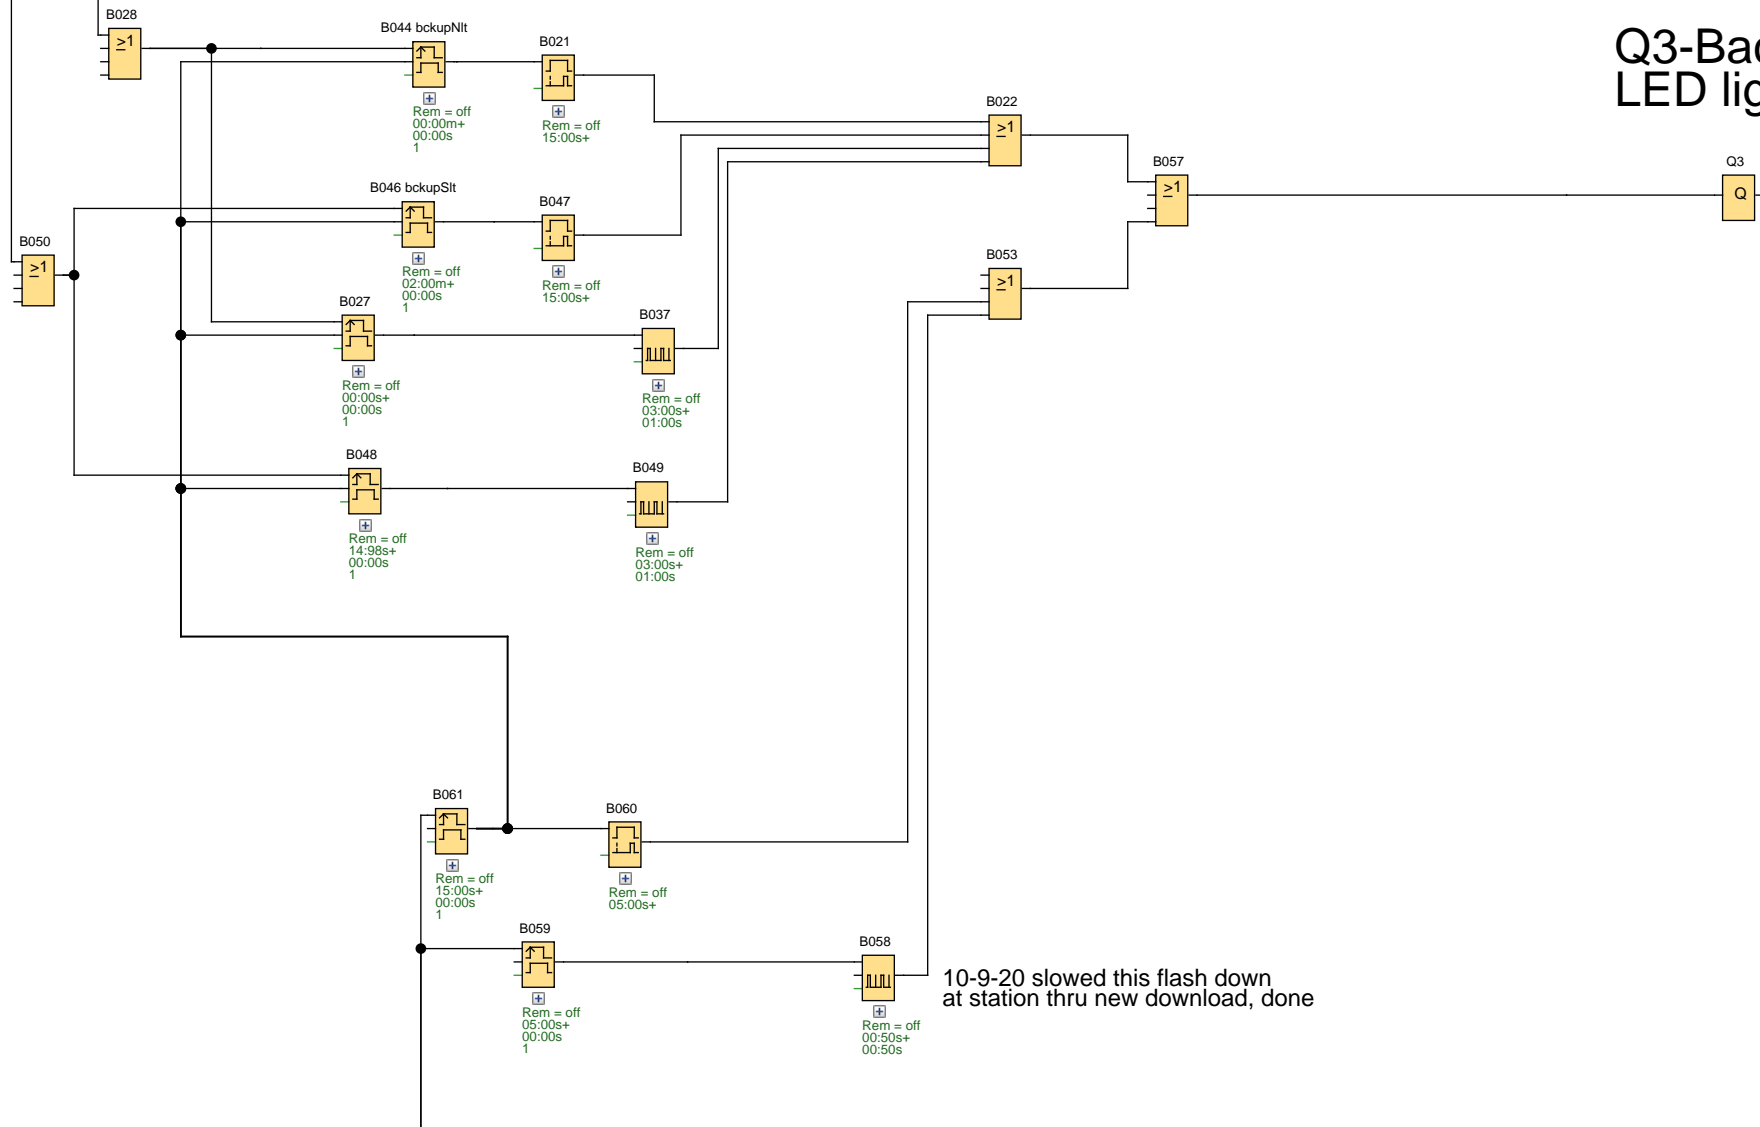 B028
≥1
B044 bckupNlt
Rem = off
00:00m+
00:00s
1
B021
Rem = off
15:00s+
Q3-Bac
LED lig
B022
≥1
B057
≥1
Q3
Q
B046 bckupSlt
Rem = off
02:00m+
00:00s
1
B047
Rem = off
15:00s+
B050
≥1
B053
≥1
B027
Rem = off
00:00s+
00:00s
1
B037
Rem = off
03:00s+
01:00s
B048
Rem = off
14:98s+
00:00s
1
B049
Rem = off
03:00s+
01:00s
B061
Rem = off
15:00s+
00:00s
1
B060
Rem = off
05:00s+
B059
Rem = off
05:00s+
00:00s
1
B058
Rem = off
00:50s+
00:50s
10-9-20 slowed this flash down
at station thru new download, done